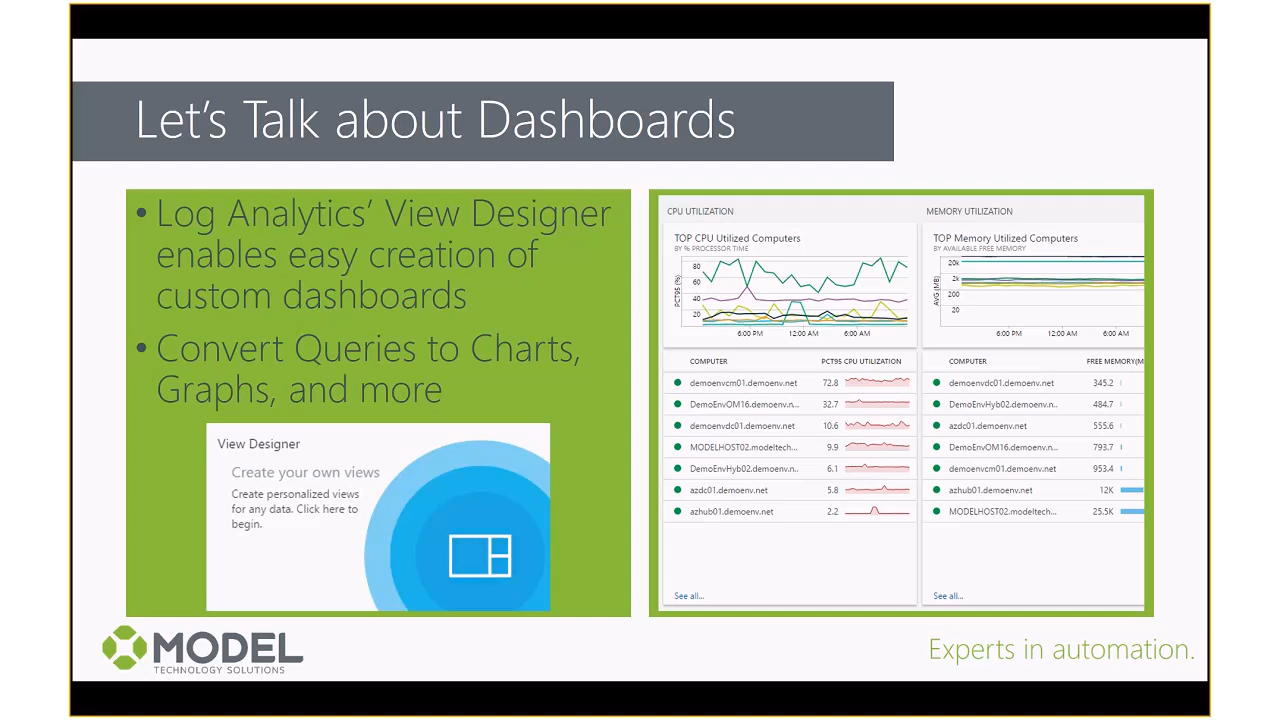 Let's Talk about Dashboards
• Log Analytics' View Designer
enables easy creation of
custom dashboards
• Convert Queries to Charts,
Graphs, and more
View Designer
Create your own views
Create personalized views
for any data. Click here to
begin.
CPU UTILIZATION
TOP CPU Utilized Computers
BY % PROCESSOR TIME
PCT95 (%)
80
60
40
20
6:00 PM 12:00 AM 6:00 AM
COMPUTER PCT95 CPU UTILIZATION
demoenvcm01.demoenv.net 72.8
DemoEnvOM16.demoenv.n... 32.7
demoenvdc01.demoenv.net 10.6
MODELHOST02.modeltech... 9.9
DemoEnvHyb02.demoenv.n... 6.1
azdc01.demoenv.net 5.8
azhub01.demoenv.net 2.2
See all...
MEMORY UTILIZATION
TOP Memory Utilized Computers
BY AVAILABLE FREE MEMORY
AVG (MB)
20k
2k
200
20
6:00 PM 12:00 AM 6:00 AM
COMPUTER FREE MEMORY(M
demoenvdc01.demoenv.net 345.2
DemoEnvHyb02.demoenv.n.. 484.7
azdc01.demoenv.net 555.6
DemoEnvOM16.demoenv.n... 793.7
demoenvcm01.demoenv.net 953.4
azhub01.demoenv.net 12K
MODELHOST02.modeltech... 25.5K
See all...
MODEL
TECHNOLOGY SOLUTIONS
Experts in automation.